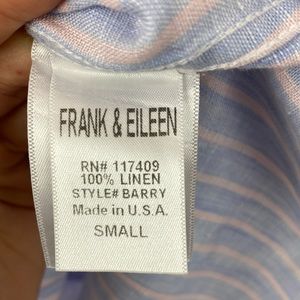 FRANK & EILEEN
RN# 117409
100% LINEN
STYLE# BARRY
Made in U.S.A.
SMALL